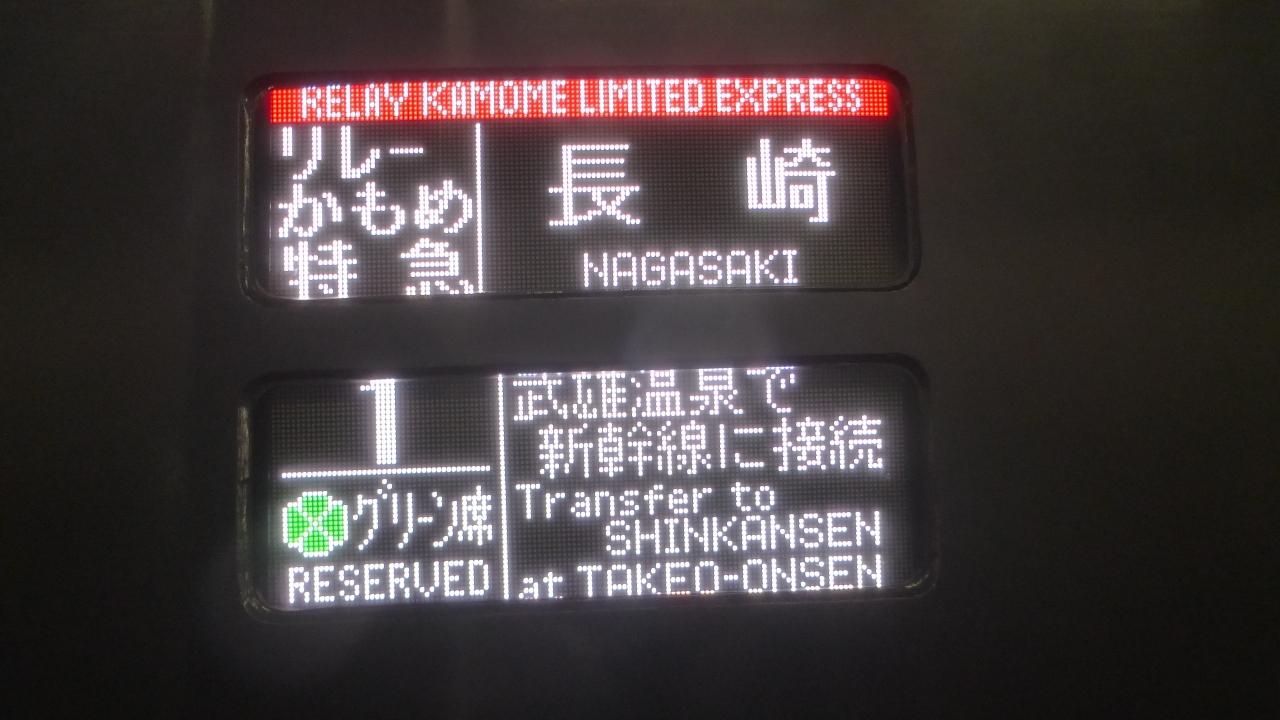 RELAY KAMOME LIMITED EXPRESS
リレー
かもめ
特急
長崎
NAGASAKI
1
グリーン席
RESERVED
武雄温泉で
新幹線に接続
Transfer to
SHINKANSEN
at TAKEO-ONSEN